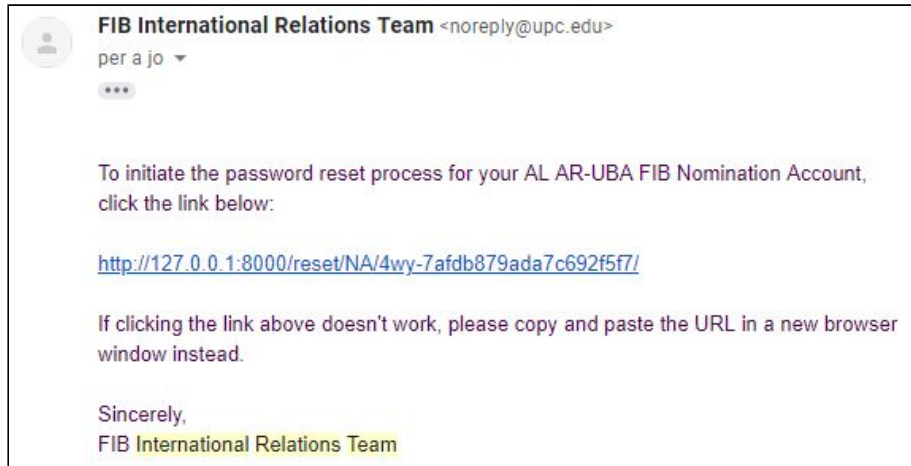 FIB International Relations Team <noreply@upc.edu>
per a jo
To initiate the password reset process for your AL AR-UBA FIB Nomination Account,
click the link below:
http://127.0.0.1:8000/reset/NA/4wy-7afdb879ada7c692f5f7/
If clicking the link above doesn't work, please copy and paste the URL in a new browser
window instead.
Sincerely,
FIB International Relations Team